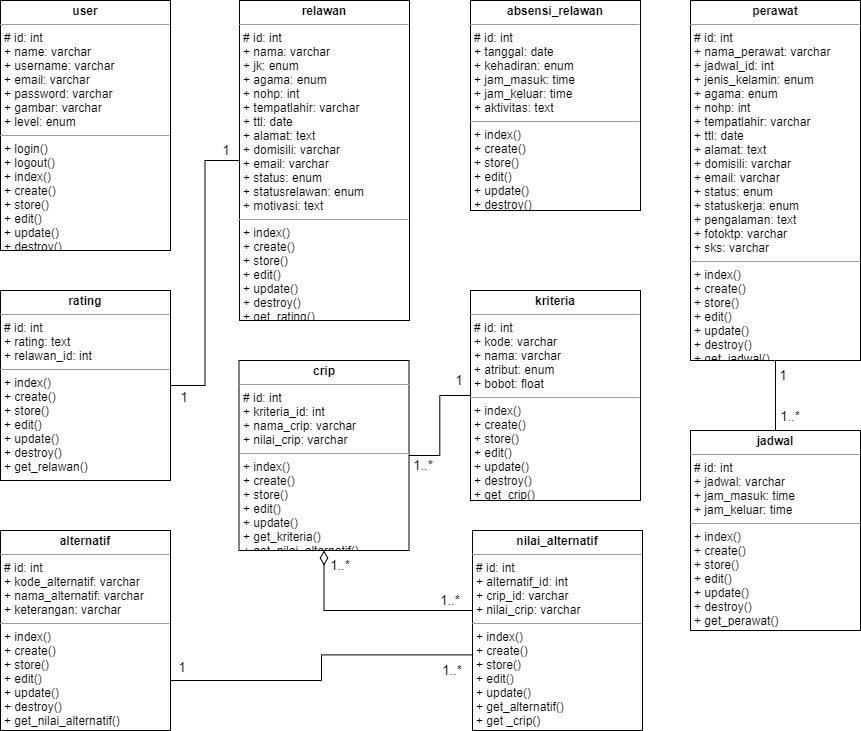 user
# id: int
+ name: varchar
+ username: varchar
+ email: varchar
+ password: varchar
+ gambar: varchar
+ level: enum
+ login()
+ logout()
+ index()
+ create()
+ store()
+ edit()
+ update()
+ destroy()
relawan
# id: int
+ nama: varchar
+ jk: enum
+ agama: enum
+ nohp: int
+ tempatlahir: varchar
+ ttl: date
+ alamat: text
+ domisili: varchar
+ email: varchar
+ status: enum
+ statusrelawan: enum
+ motivasi: text
+ index()
+ create()
+ store()
+ edit()
+ update()
+ destroy()
+ get_rating()
absensi_relawan
# id: int
+ tanggal: date
+ kehadiran: enum
+ jam_masuk: time
+ jam_keluar: time
+ aktivitas: text
+ index()
+ create()
+ store()
+ edit()
+ update()
+ destroy()
perawat
# id: int
+ nama_perawat: varchar
+ jadwal_id: int
+ jenis_kelamin: enum
+ agama: enum
+ nohp: int
+ tempatlahir: varchar
+ ttl: date
+ alamat: text
+ domisili: varchar
+ email: varchar
+ status: enum
+ statuskerja: enum
+ pengalaman: text
+ fotoktp: varchar
+ sks: varchar
+ index()
+ create()
+ store()
+ edit()
+ update()
+ destroy()
+ get_jadwal()
1
1
rating
# id: int
+ rating: text
+ relawan_id: int
+ index()
+ create()
+ store()
+ edit()
+ update()
+ destroy()
+ get_relawan()
crip
# id: int
+ kriteria_id: int
+ nama_crip: varchar
+ nilai_crip: varchar
+ index()
+ create()
+ store()
+ edit()
+ update()
+ get_kriteria()
+ get_nilai_alternatif()
1
1..*
kriteria
# id: int
+ kode: varchar
+ nama: varchar
+ atribut: enum
+ bobot: float
+ index()
+ create()
+ store()
+ edit()
+ update()
+ destroy()
+ get_crip()
1
1..*
jadwal
# id: int
+ jadwal: varchar
+ jam_masuk: time
+ jam_keluar: time
+ index()
+ create()
+ store()
+ edit()
+ update()
+ destroy()
+ get_perawat()
alternatif
# id: int
+ kode_alternatif: varchar
+ nama_alternatif: varchar
+ keterangan: varchar
+ index()
+ create()
+ store()
+ edit()
+ update()
+ destroy()
+ get_nilai_alternatif()
1..*
1..*
1
1..*
nilai_alternatif
# id: int
+ alternatif_id: int
+ crip_id: varchar
+ nilai_crip: varchar
+ index()
+ create()
+ store()
+ edit()
+ update()
+ get_alternatif()
+ get _crip()